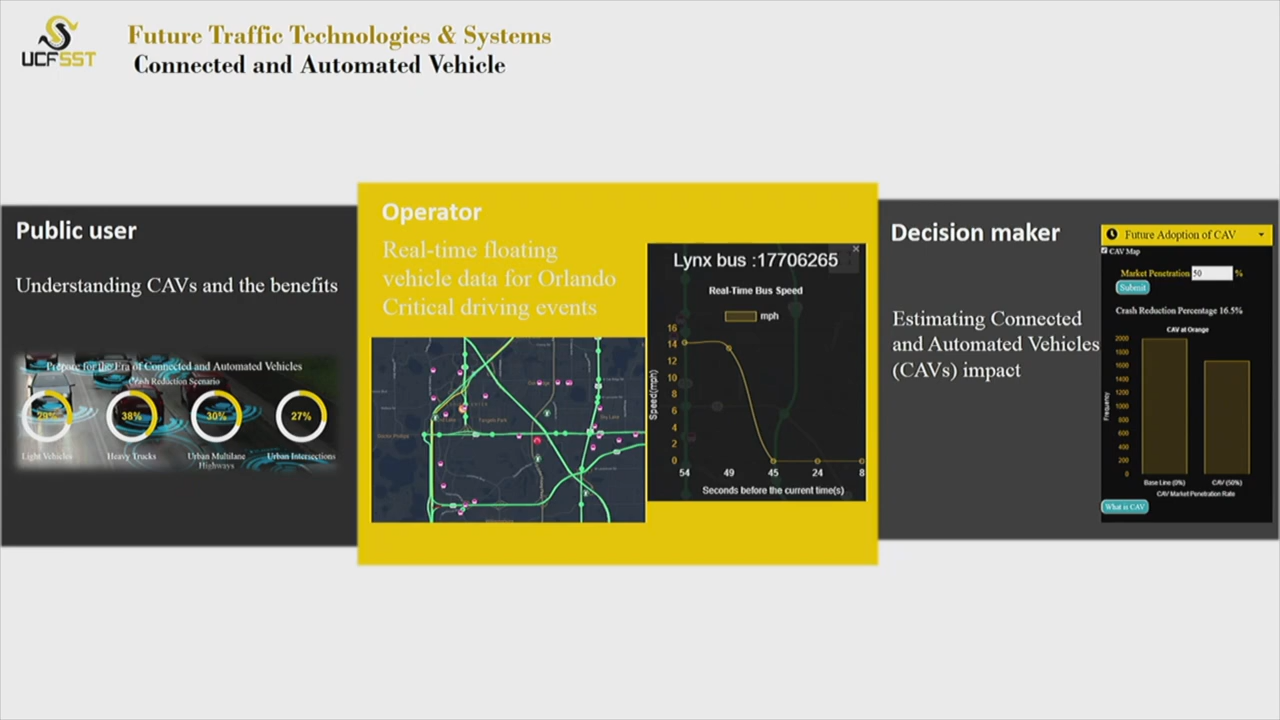 UCFSST
Future Traffic Technologies & Systems
Connected and Automated Vehicle
Public user
Understanding CAVs and the benefits
Prepare for the Era of Connected and Automated Vehicles
Crash Reduction Scenario
29%
38%
30%
27%
Light Vehicles
Heavy Trucks
Urban Multilane
Highways
Urban Intersections
Operator
Real-time floating
vehicle data for Orlando
Critical driving events
Lynx bus :17706265
Real-Time Bus Speed
mph
16
14
12
10
8
6
4
2
0
Speed(mph)
54
49
45
24
8
Seconds before the current time(s)
Decision maker
Estimating Connected
and Automated Vehicles
(CAVs) impact
Future Adoption of CAV
CAV Map
Market Penetration 50 %
Submit
Crash Reduction Percentage 16.5%
CAV at Orange
2000
1800
1600
1400
1200
1000
800
600
400
200
0
Frequency
Base Line (0%)
CAV (50%)
CAV Market Penetration Rate
What is CAV